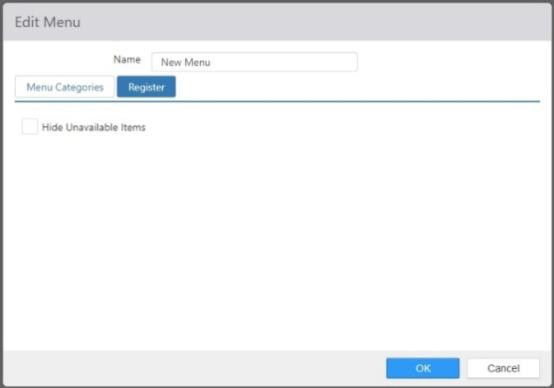 Edit Menu
Name New Menu
Menu Categories Register
Hide Unavailable Items
OK Cancel